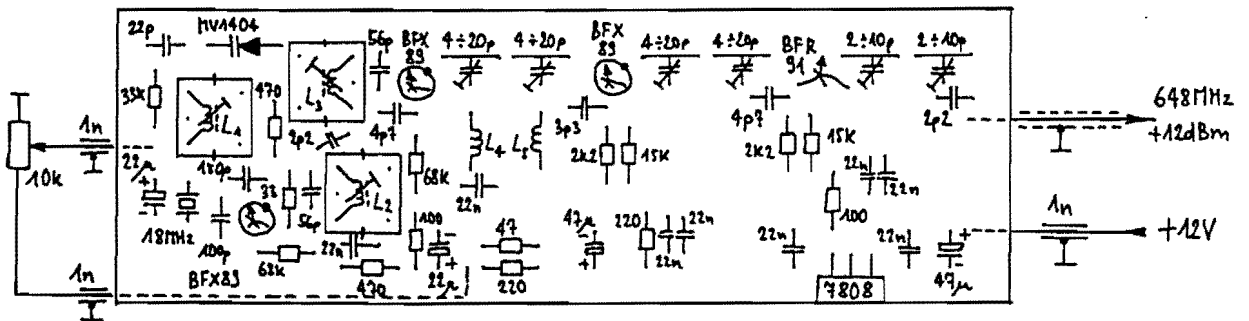 22p
MV1404
56p
BFX
89
4÷20p
4÷20p
BFX
89
4÷20p
4÷20p
BFR
91
2÷10p
2÷10p
33k
470
L3
L1
4p7
3p3
4p7
2p2
648MHz
+12dBm
1n
2p2
L4
L5
2k2
15k
2k2
15k
10k
22µ
+
-
180p
33
L2
68k
22n
22n
22n
18MHz
100p
56p
22n
100
-
+
22µ
47
47µ
-
+
220
22n
22n
100
22n
22n
+
-
47µ
1n
+12V
68k
470
220
1n
BFX89
7808